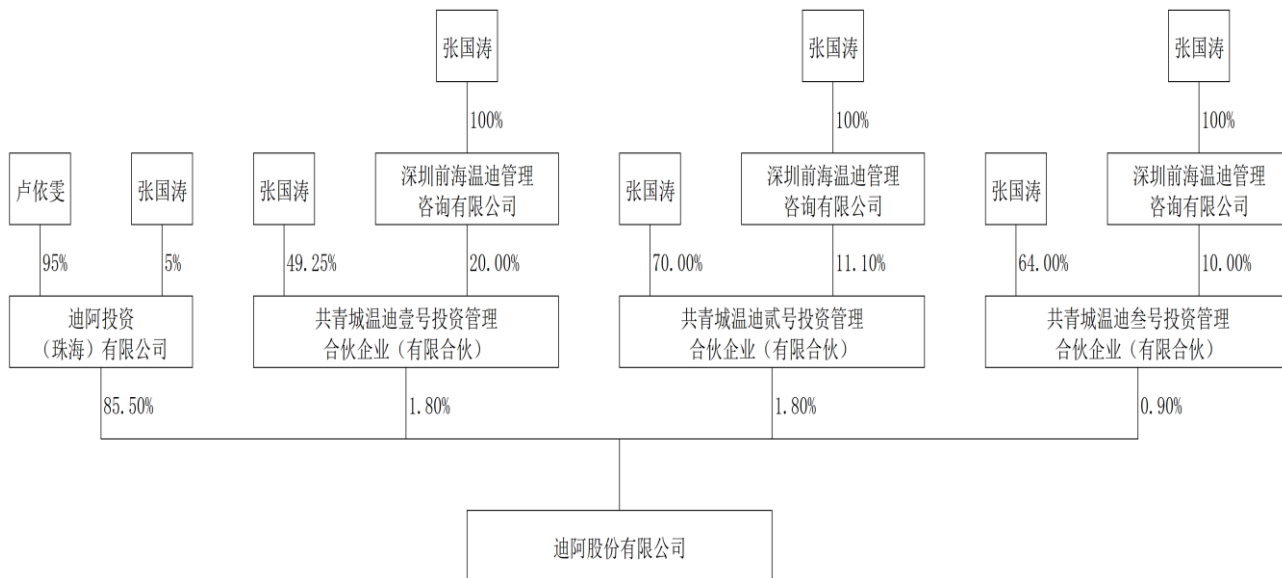 张国涛
张国涛
张国涛
100%
100%
100%
卢依雯
张国涛
张国涛
深圳前海温迪管理
咨询有限公司
张国涛
深圳前海温迪管理
咨询有限公司
张国涛
深圳前海温迪管理
咨询有限公司
95%
5%
49.25%
20.00%
70.00%
11.10%
64.00%
10.00%
迪阿投资
（珠海）有限公司
共青城温迪壹号投资管理
合伙企业（有限合伙）
共青城温迪贰号投资管理
合伙企业（有限合伙）
共青城温迪叁号投资管理
合伙企业（有限合伙）
85.50%
1.80%
1.80%
0.90%
迪阿股份有限公司